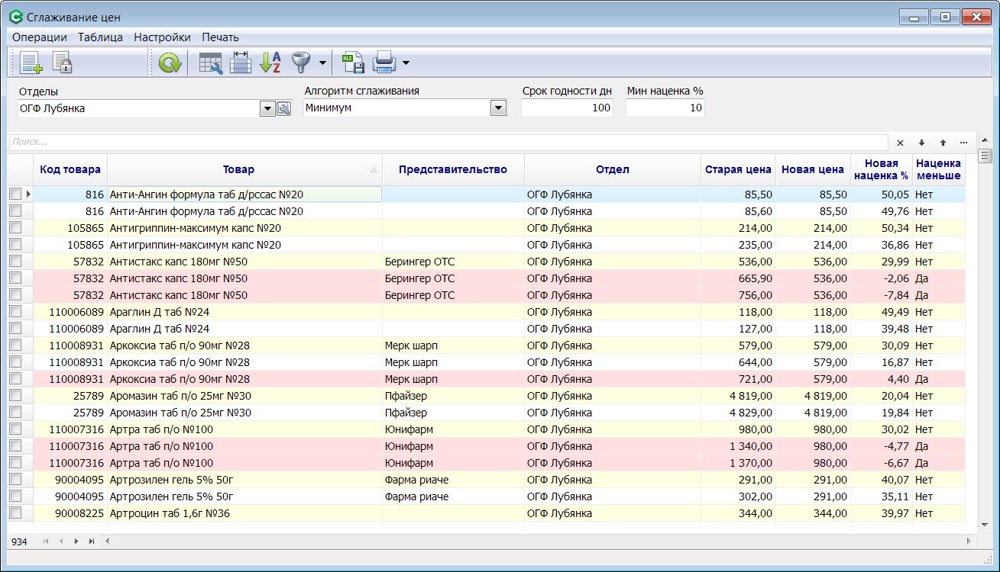 Сглаживание цен
Операции Таблица Настройки Печать
A
Z
XLS
Отделы Алгоритм сглаживания Срок годности дн Мин наценка %
ОГФ Лубянка Минимум 100 10
Поиск...
Код товара Товар Представительство Отдел Старая цена Новая цена Новая наценка % Наценка меньше
816 Анти-Ангин формула таб д/рссас №20 ОГФ Лубянка 85,50 85,50 50,05 Нет
816 Анти-Ангин формула таб д/рссас №20 ОГФ Лубянка 85,60 85,50 49,76 Нет
105865 Антигриппин-максимум капс №20 ОГФ Лубянка 214,00 214,00 50,34 Нет
105865 Антигриппин-максимум капс №20 ОГФ Лубянка 235,00 214,00 36,86 Нет
57832 Антистакс капс 180мг №50 Берингер ОТС ОГФ Лубянка 536,00 536,00 29,99 Нет
57832 Антистакс капс 180мг №50 Берингер ОТС ОГФ Лубянка 665,90 536,00 -2,06 Да
57832 Антистакс капс 180мг №50 Берингер ОТС ОГФ Лубянка 756,00 536,00 -7,84 Да
110006089 Араглин Д таб №24 ОГФ Лубянка 118,00 118,00 49,49 Нет
110006089 Араглин Д таб №24 ОГФ Лубянка 127,00 118,00 39,48 Нет
110008931 Аркоксиа таб п/о 90мг №28 Мерк шарп ОГФ Лубянка 579,00 579,00 30,09 Нет
110008931 Аркоксиа таб п/о 90мг №28 Мерк шарп ОГФ Лубянка 644,00 579,00 16,87 Нет
110008931 Аркоксиа таб п/о 90мг №28 Мерк шарп ОГФ Лубянка 721,00 579,00 4,40 Да
25789 Аромазин таб п/о 25мг №30 Пфайзер ОГФ Лубянка 4 819,00 4 819,00 20,04 Нет
25789 Аромазин таб п/о 25мг №30 Пфайзер ОГФ Лубянка 4 829,00 4 819,00 19,84 Нет
110007316 Артра таб п/о №100 Юнифарм ОГФ Лубянка 980,00 980,00 30,02 Нет
110007316 Артра таб п/о №100 Юнифарм ОГФ Лубянка 1 340,00 980,00 -4,77 Да
110007316 Артра таб п/о №100 Юнифарм ОГФ Лубянка 1 370,00 980,00 -6,67 Да
90004095 Артрозилен гель 5% 50г Фарма риаче ОГФ Лубянка 291,00 291,00 40,07 Нет
90004095 Артрозилен гель 5% 50г Фарма риаче ОГФ Лубянка 302,00 291,00 35,11 Нет
90008225 Артроцин таб 1,6г №36 ОГФ Лубянка 344,00 344,00 39,97 Нет
934